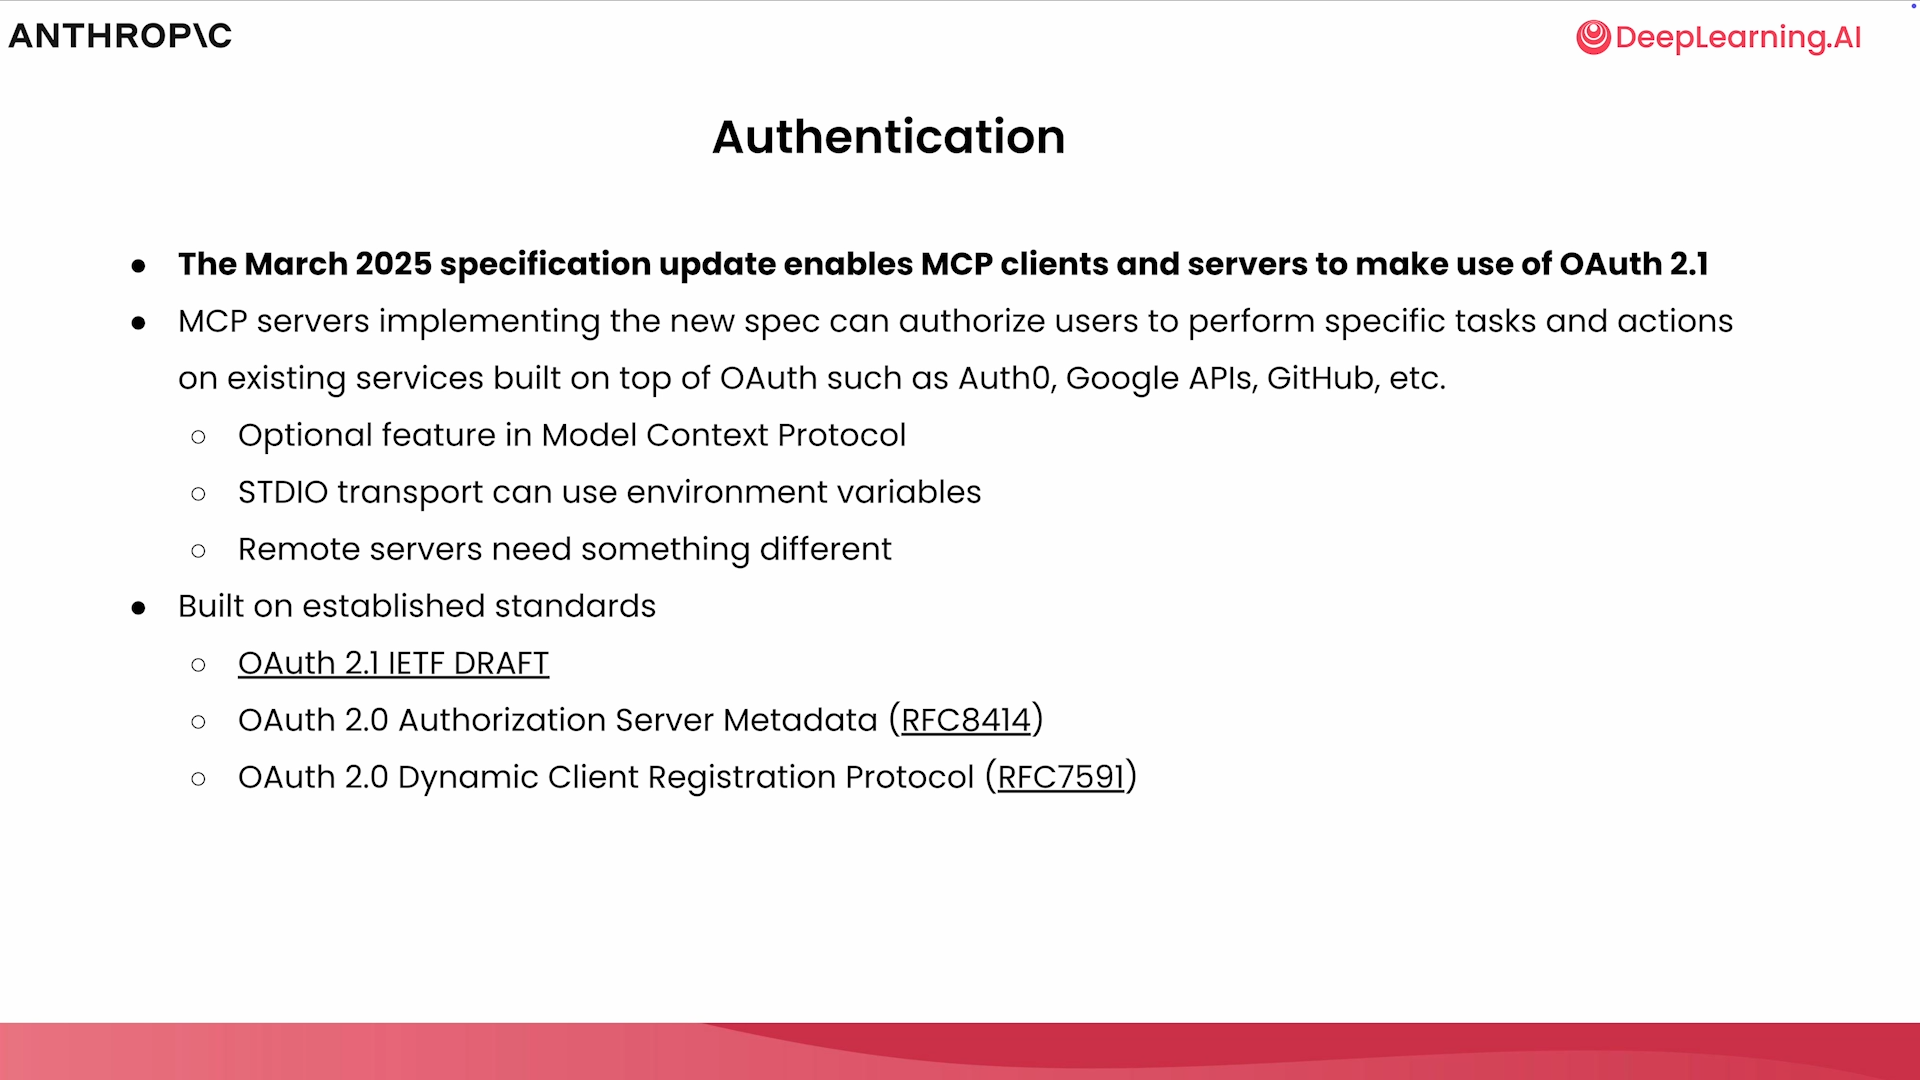 ANTHROP\C
DeepLearning.AI
Authentication
● The March 2025 specification update enables MCP clients and servers to make use of OAuth 2.1
● MCP servers implementing the new spec can authorize users to perform specific tasks and actions
on existing services built on top of OAuth such as Auth0, Google APIs, GitHub, etc.
○ Optional feature in Model Context Protocol
○ STDIO transport can use environment variables
○ Remote servers need something different
● Built on established standards
○ OAuth 2.1 IETF DRAFT
○ OAuth 2.0 Authorization Server Metadata (RFC8414)
○ OAuth 2.0 Dynamic Client Registration Protocol (RFC7591)